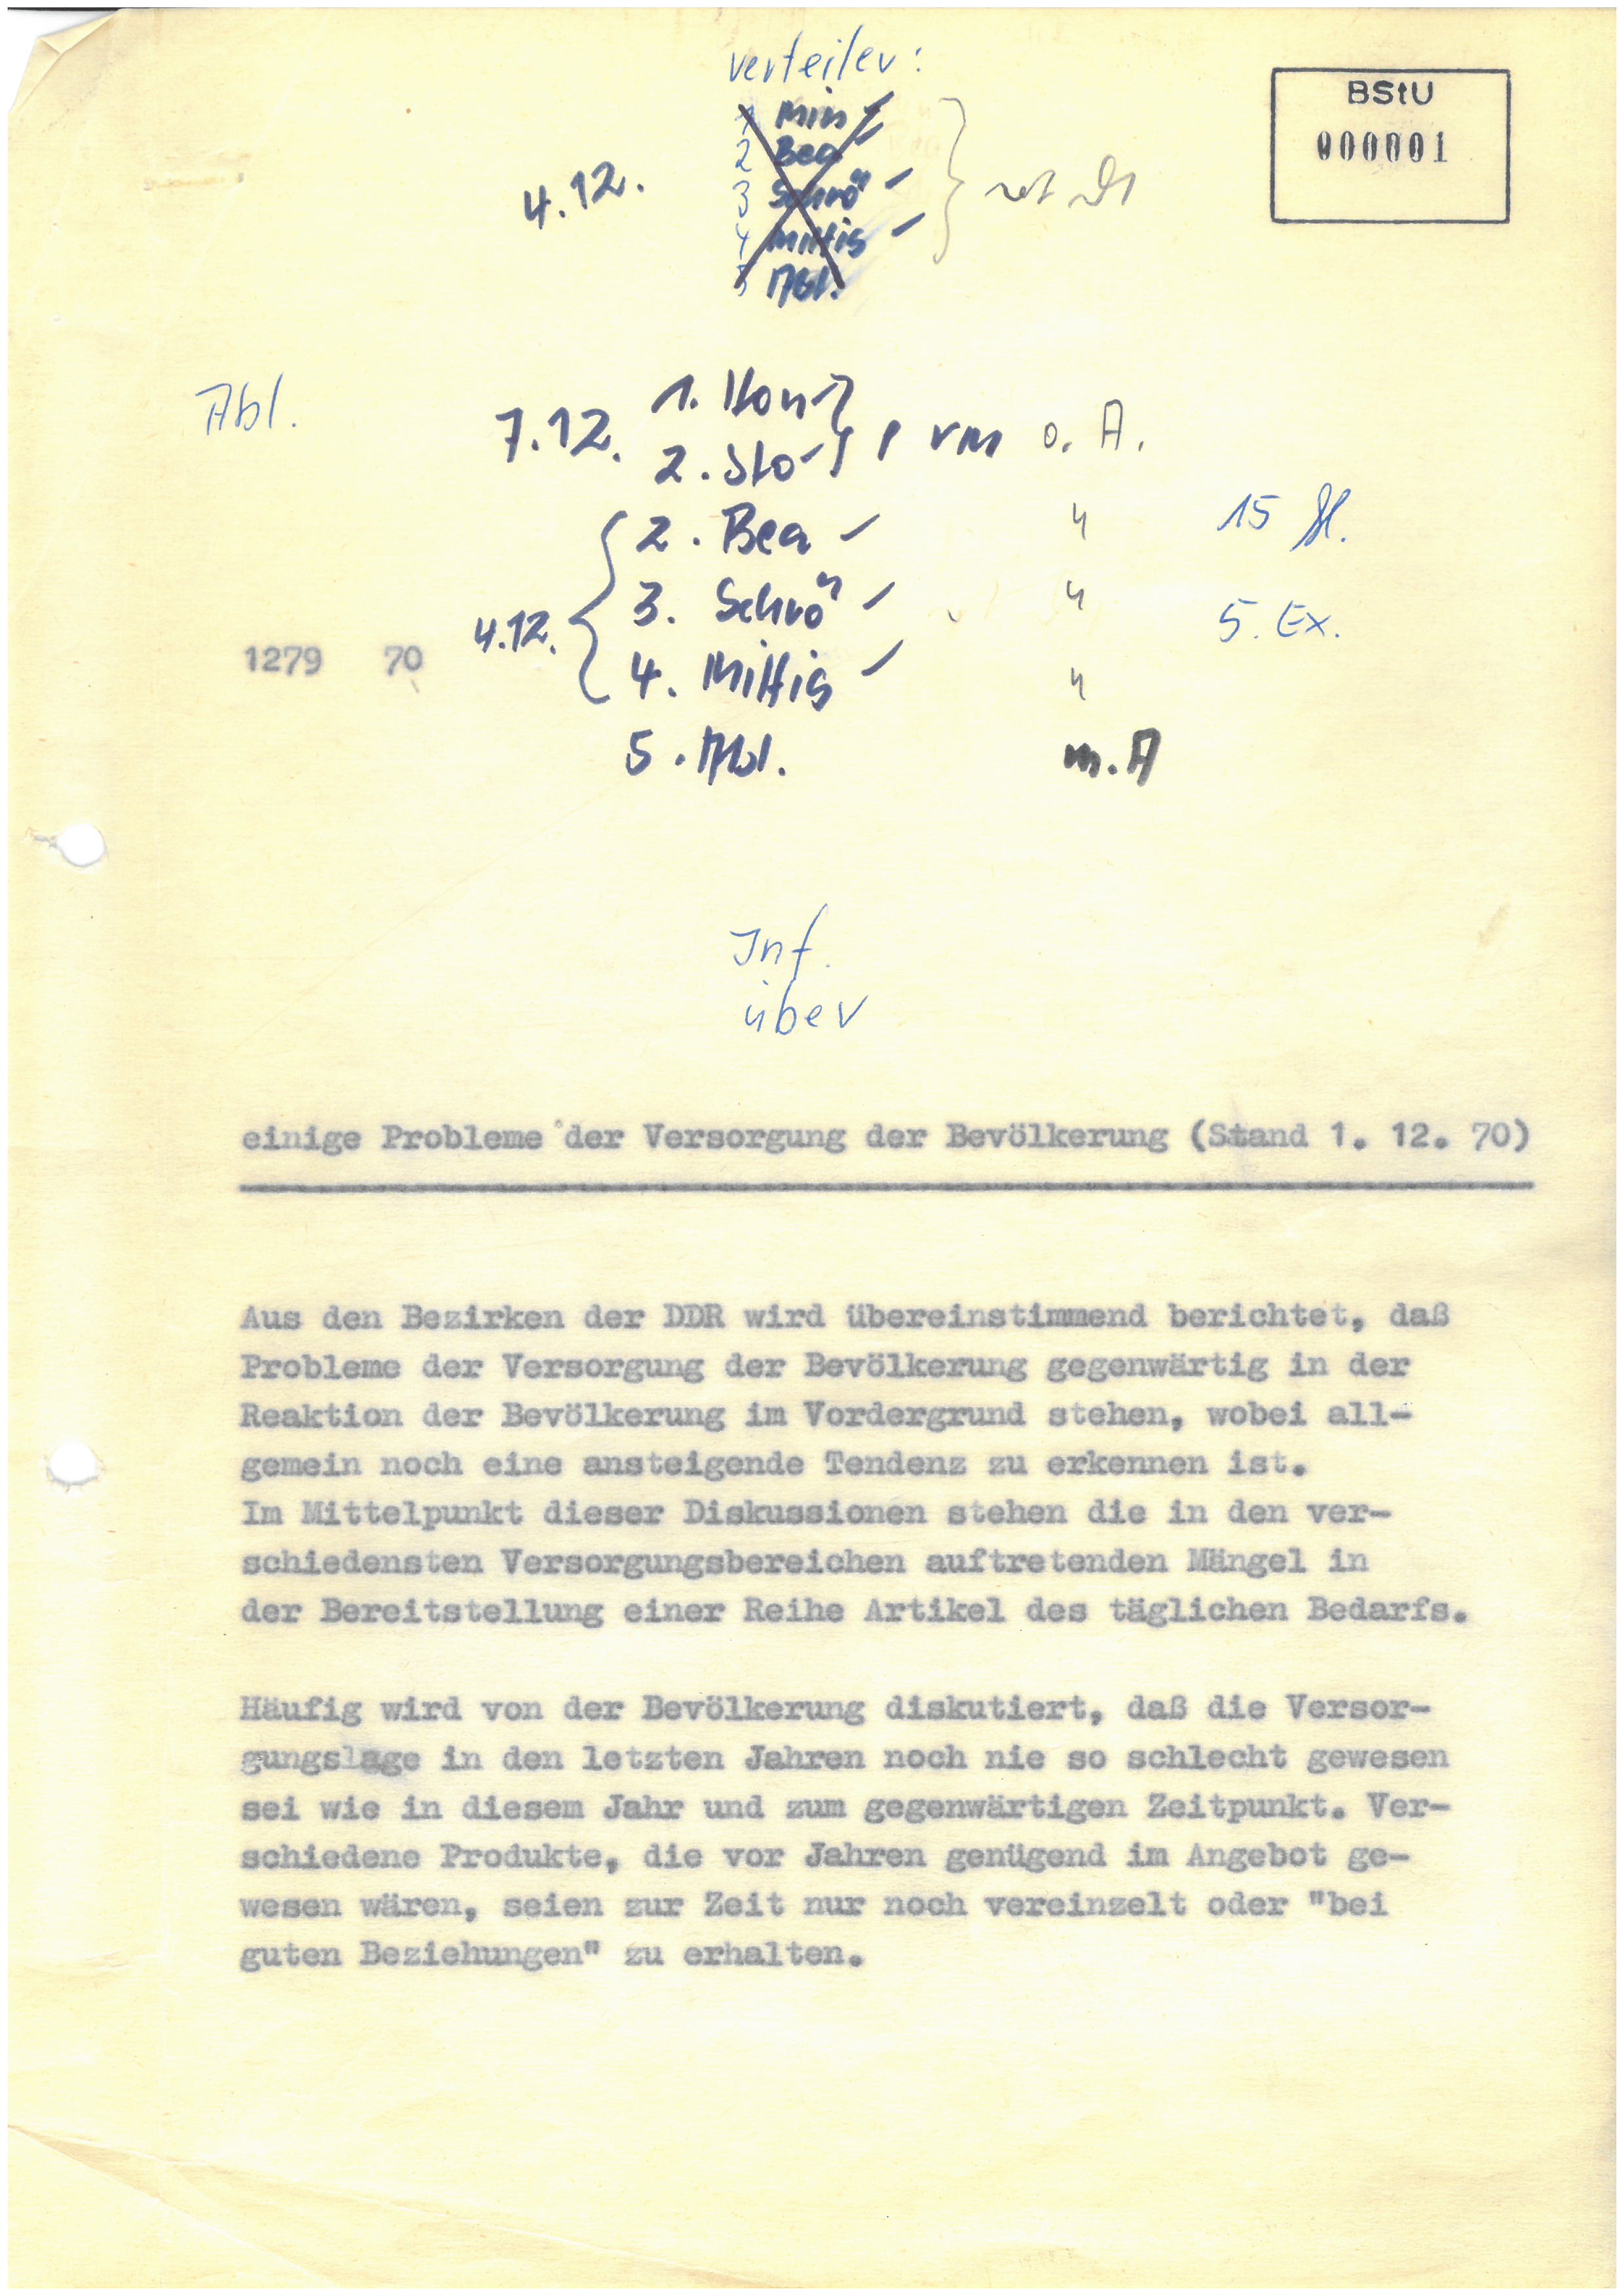 Verteiler:
BStU
000001
1 Min
2 Bea
4.12.
3 Schrö
4 Mittig
5 Abl.
Abl.
7.12.
1. Hon
2. Sto
vm o. A.
2. Bea " 15 Bl.
3. Schrö " 5. Ex.
4.12.
1279 70
4. Mittig "
5. Abl. m. A
Inf.
über
einige Probleme der Versorgung der Bevölkerung (Stand 1. 12. 70)
Aus den Bezirken der DDR wird übereinstimmend berichtet, daß
Probleme der Versorgung der Bevölkerung gegenwärtig in der
Reaktion der Bevölkerung im Vordergrund stehen, wobei all-
gemein noch eine ansteigende Tendenz zu erkennen ist.
Im Mittelpunkt dieser Diskussionen stehen die in den ver-
schiedensten Versorgungsbereichen auftretenden Mängel in
der Bereitstellung einer Reihe Artikel des täglichen Bedarfs.
Häufig wird von der Bevölkerung diskutiert, daß die Versor-
gungslage in den letzten Jahren noch nie so schlecht gewesen
sei wie in diesem Jahr und zum gegenwärtigen Zeitpunkt. Ver-
schiedene Produkte, die vor Jahren genügend im Angebot ge-
wesen wären, seien zur Zeit nur noch vereinzelt oder "bei
guten Beziehungen" zu erhalten.